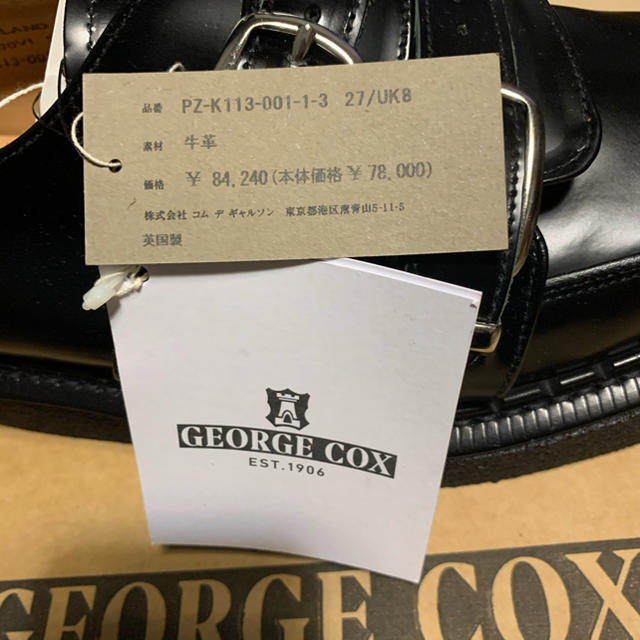 品番 PZ-K113-001-1-3 27/UK8
素材 牛革
価格 ￥ 84,240(本体価格 ￥ 78,000)
株式会社 コム デ ギャルソン 東京都港区南青山5-11-5
英国製
GEORGE COX
EST.1906
GEORGE COX